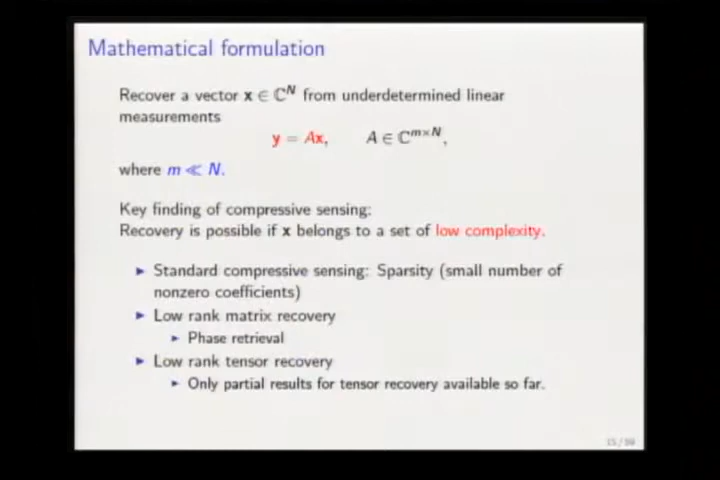 Mathematical formulation
Recover a vector x ∈ ℂᴺ from underdetermined linear
measurements
y = Ax, A ∈ ℂᵐˣᴺ,
where m ≪ N.
Key finding of compressive sensing:
Recovery is possible if x belongs to a set of low complexity.
► Standard compressive sensing: Sparsity (small number of
nonzero coefficients)
► Low rank matrix recovery
► Phase retrieval
► Low rank tensor recovery
► Only partial results for tensor recovery available so far.